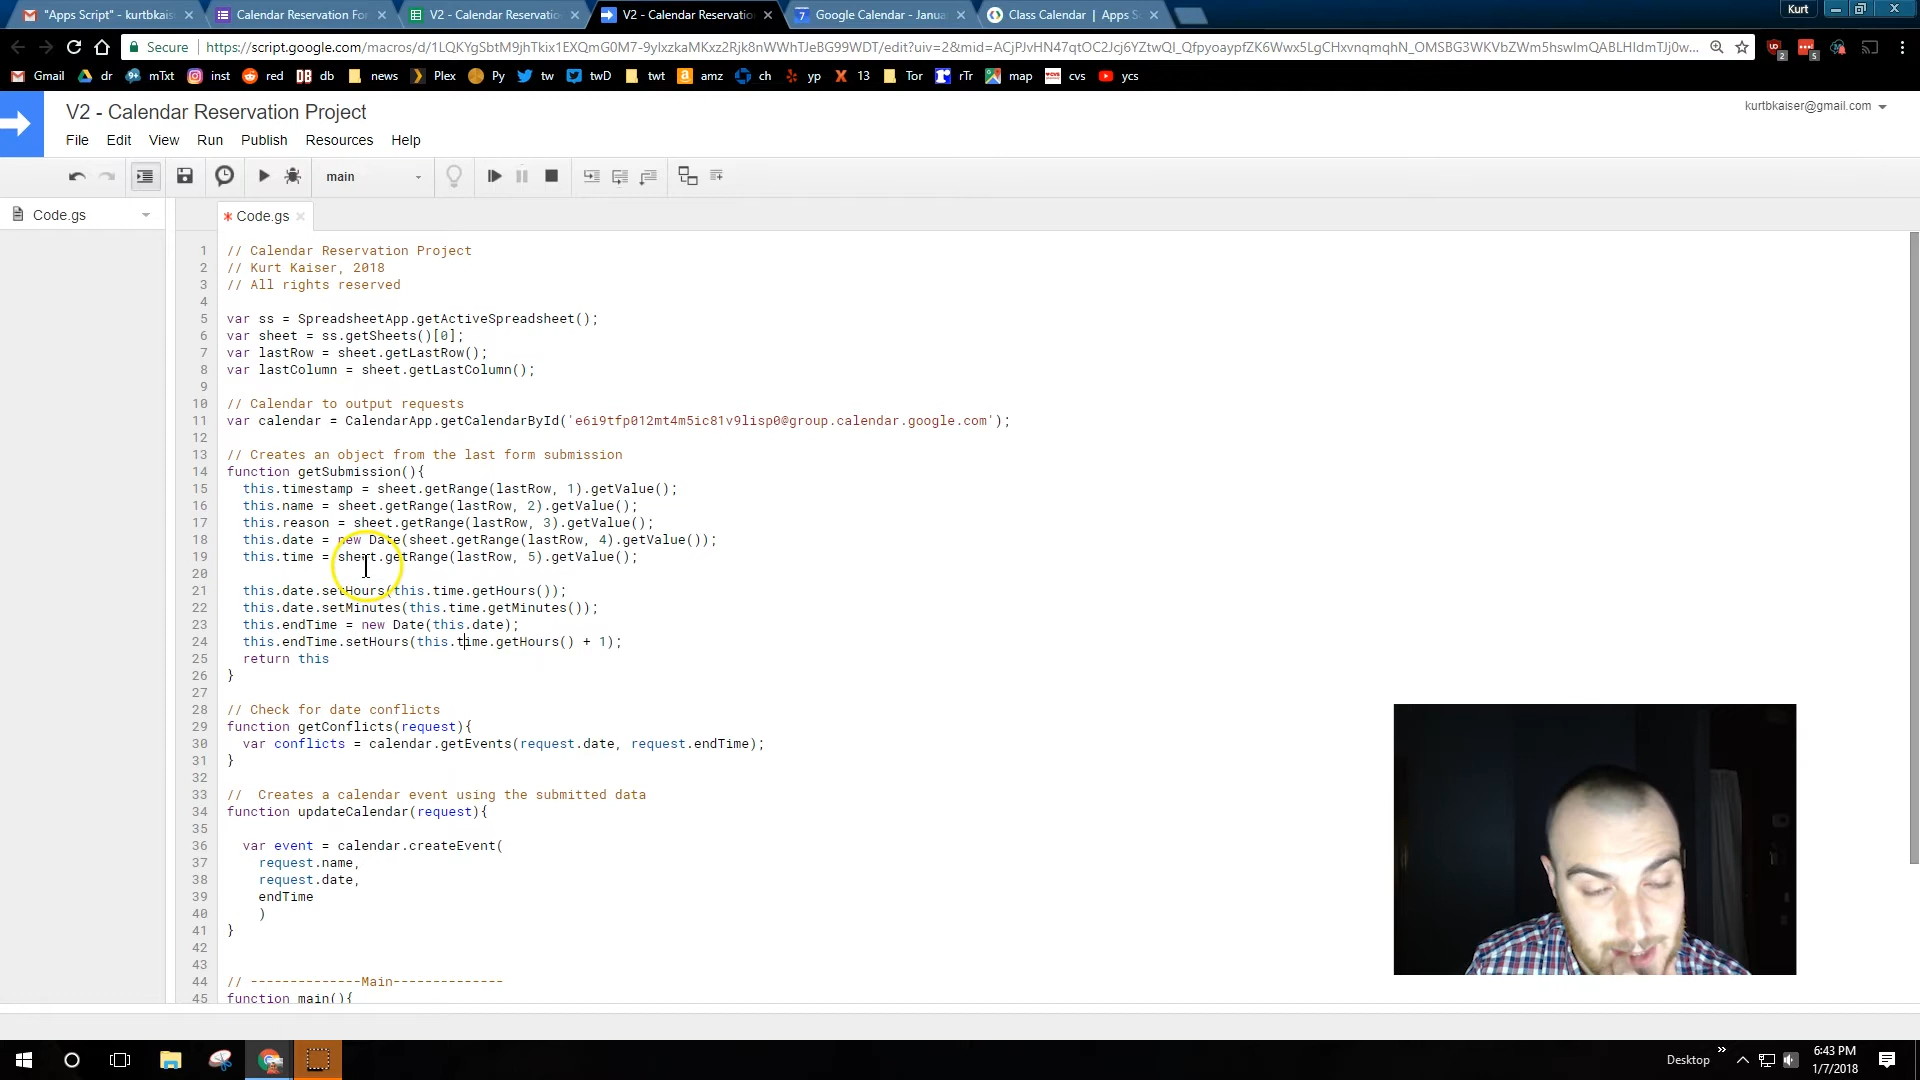 "Apps Script" - kurtbkais
Calendar Reservation For
V2 - Calendar Reservatio
V2 - Calendar Reservatio
Google Calendar - Janua
Class Calendar | Apps S
Kurt
Secure
https://script.google.com/macros/d/1LQKYgSbtM9jhTkix1EXQmG0M7-9yIxzkaMKxz2Rjk8nWWhTJeBG99WDT/edit?uiv=2&mid=ACjPJvHN47qtOC2Jcj6YZtwQI_QfpyoaypfZK6Wwx5LgCHxvnqmqhN_OMSBG3WKVbZWm5hswImQABLHIdmTJj0w...
Gmail
dr
mTxt
inst
red
db
news
Plex
Py
tw
twD
twt
amz
ch
yp
13
Tor
rTr
map
cvs
ycs
V2 - Calendar Reservation Project
kurtbkaiser@gmail.com
File Edit View Run Publish Resources Help
main
Code.gs
* Code.gs
1 // Calendar Reservation Project
2 // Kurt Kaiser, 2018
3 // All rights reserved
4
5 var ss = SpreadsheetApp.getActiveSpreadsheet();
6 var sheet = ss.getSheets()[0];
7 var lastRow = sheet.getLastRow();
8 var lastColumn = sheet.getLastColumn();
9
10 // Calendar to output requests
11 var calendar = CalendarApp.getCalendarById('e6i9tfp012mt4m5ic81v9lisp0@group.calendar.google.com');
12
13 // Creates an object from the last form submission
14 function getSubmission(){
15 this.timestamp = sheet.getRange(lastRow, 1).getValue();
16 this.name = sheet.getRange(lastRow, 2).getValue();
17 this.reason = sheet.getRange(lastRow, 3).getValue();
18 this.date = new Date(sheet.getRange(lastRow, 4).getValue());
19 this.time = sheet.getRange(lastRow, 5).getValue();
20
21 this.date.setHours(this.time.getHours());
22 this.date.setMinutes(this.time.getMinutes());
23 this.endTime = new Date(this.date);
24 this.endTime.setHours(this.time.getHours() + 1);
25 return this
26 }
27
28 // Check for date conflicts
29 function getConflicts(request){
30 var conflicts = calendar.getEvents(request.date, request.endTime);
31 }
32
33 // Creates a calendar event using the submitted data
34 function updateCalendar(request){
35
36 var event = calendar.createEvent(
37 request.name,
38 request.date,
39 endTime
40 )
41 }
42
43
44 // --------------Main--------------
45 function main(){
Desktop
6:43 PM
1/7/2018